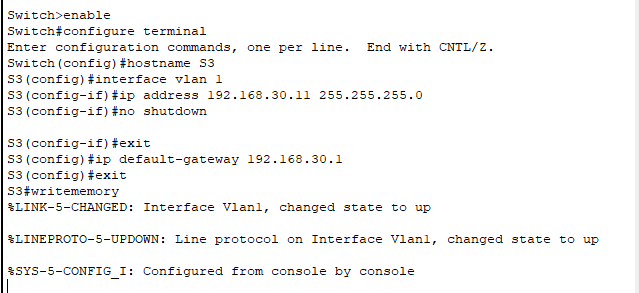 Switch>enable
Switch#configure terminal
Enter configuration commands, one per line.  End with CNTL/Z.
Switch(config)#hostname S3
S3(config)#interface vlan 1
S3(config-if)#ip address 192.168.30.11 255.255.255.0
S3(config-if)#no shutdown
S3(config-if)#exit
S3(config)#ip default-gateway 192.168.30.1
S3(config)#exit
S3#writememory
%LINK-5-CHANGED: Interface Vlan1, changed state to up
%LINEPROTO-5-UPDOWN: Line protocol on Interface Vlan1, changed state to up
%SYS-5-CONFIG_I: Configured from console by console